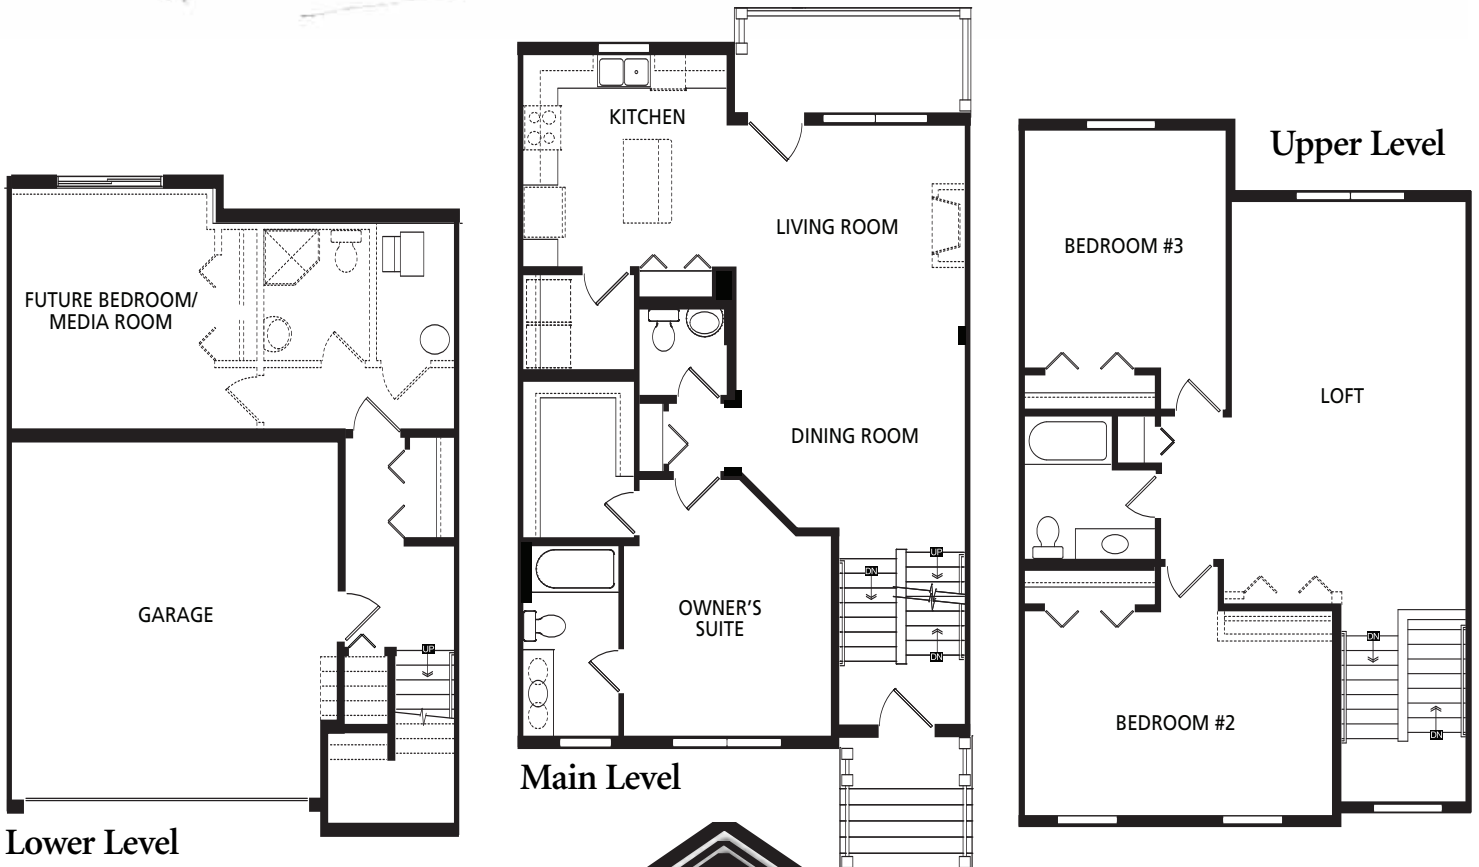 KITCHEN
Upper Level
LIVING ROOM
BEDROOM #3
FUTURE BEDROOM/
MEDIA ROOM
LOFT
DINING ROOM
UP
DN
GARAGE
OWNER'S
SUITE
DN
UP
DN
DN
BEDROOM #2
DN
Main Level
Lower Level